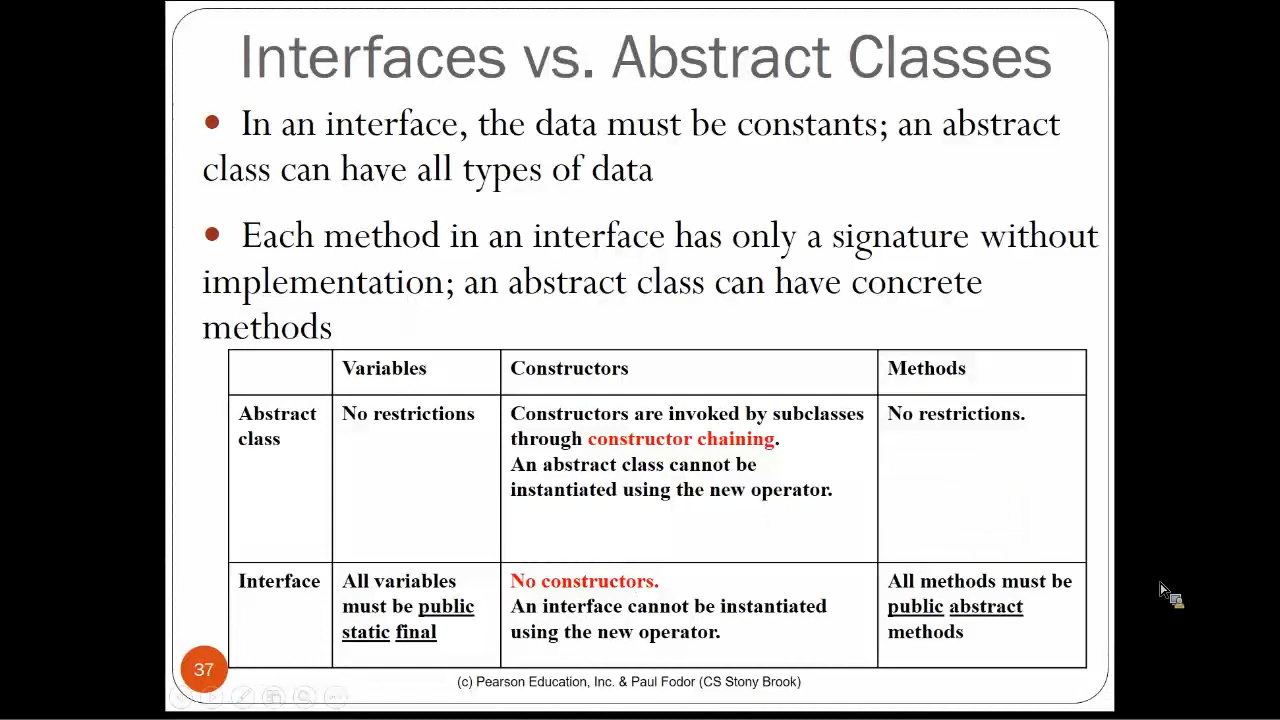 Interfaces vs. Abstract Classes
• In an interface, the data must be constants; an abstract
class can have all types of data
• Each method in an interface has only a signature without
implementation; an abstract class can have concrete
methods
Variables Constructors Methods
Abstract
class
No restrictions
Constructors are invoked by subclasses
through constructor chaining.
An abstract class cannot be
instantiated using the new operator.
No restrictions.
Interface
All variables
must be public
static final
No constructors.
An interface cannot be instantiated
using the new operator.
All methods must be
public abstract
methods
37
(c) Pearson Education, Inc. & Paul Fodor (CS Stony Brook)